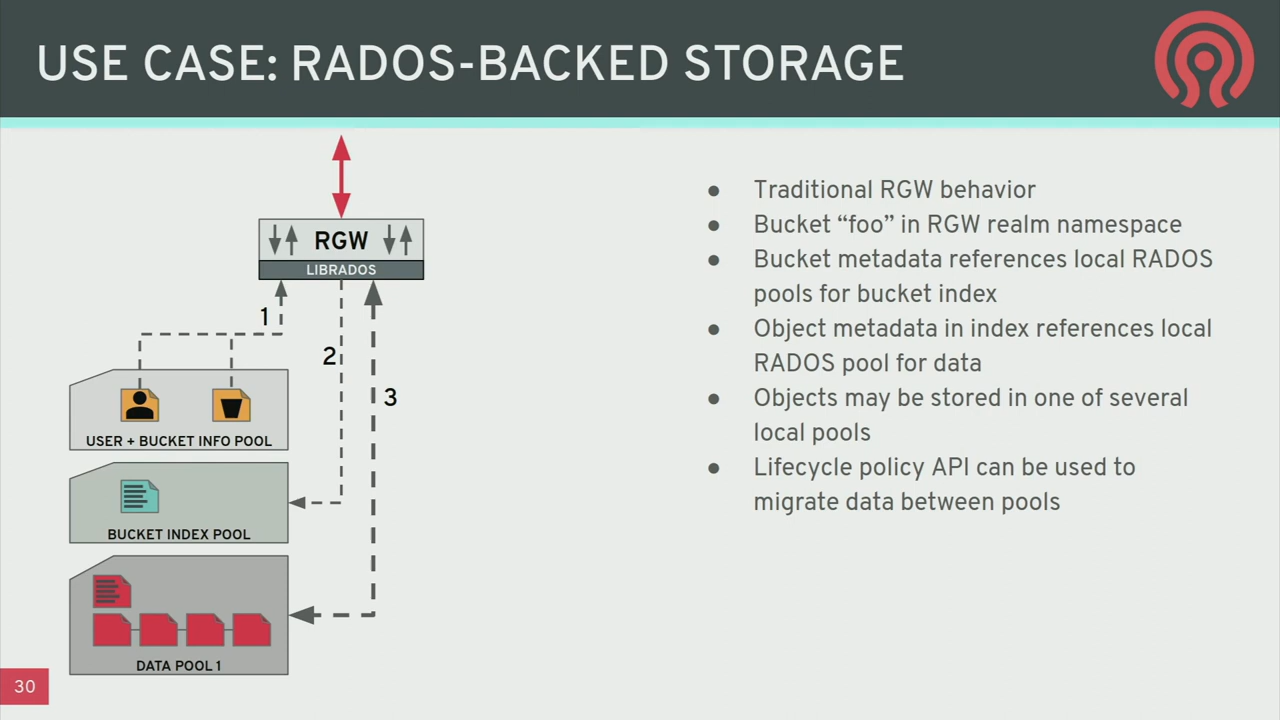 USE CASE: RADOS-BACKED STORAGE
RGW
LIBRADOS
1
2
3
USER + BUCKET INFO POOL
BUCKET INDEX POOL
DATA POOL 1
● Traditional RGW behavior
● Bucket “foo” in RGW realm namespace
● Bucket metadata references local RADOS
pools for bucket index
● Object metadata in index references local
RADOS pool for data
● Objects may be stored in one of several
local pools
● Lifecycle policy API can be used to
migrate data between pools
30